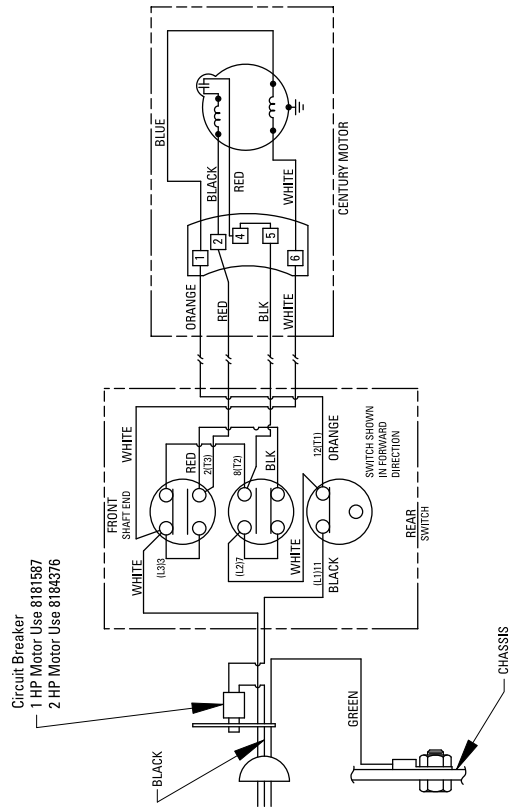 Circuit Breaker
1 HP Motor Use 8181587
2 HP Motor Use 8184376
BLACK
GREEN
CHASSIS
FRONT
SHAFT END
WHITE
WHITE
(L3)3
RED
2(T3)
8(T2)
(L2)7
WHITE
BLK
12(T1)
ORANGE
(L1)11
BLACK
SWITCH SHOWN
IN FORWARD
DIRECTION
REAR
SWITCH
ORANGE
RED
BLK
WHITE
1
2
4
5
6
BLUE
BLACK
RED
WHITE
CENTURY MOTOR